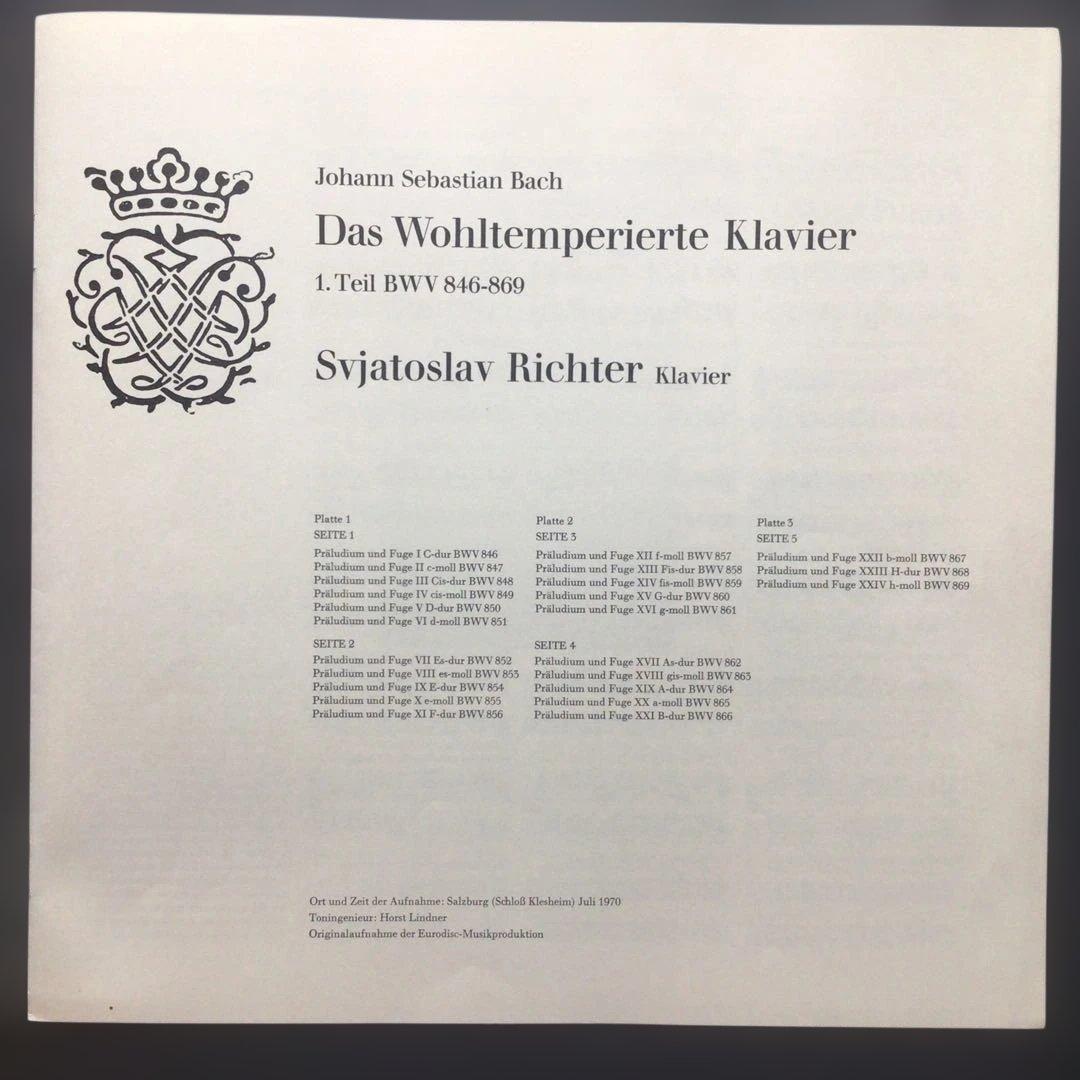 Johann Sebastian Bach
Das Wohltemperierte Klavier
1. Teil BWV 846-869
Svjatoslav Richter Klavier
Platte 1
SEITE 1
Präludium und Fuge I C-dur BWV 846
Präludium und Fuge II c-moll BWV 847
Präludium und Fuge III Cis-dur BWV 848
Präludium und Fuge IV cis-moll BWV 849
Präludium und Fuge V D-dur BWV 850
Präludium und Fuge VI d-moll BWV 851
SEITE 2
Präludium und Fuge VII Es-dur BWV 852
Präludium und Fuge VIII es-moll BWV 853
Präludium und Fuge IX E-dur BWV 854
Präludium und Fuge X e-moll BWV 855
Präludium und Fuge XI F-dur BWV 856
Platte 2
SEITE 3
Präludium und Fuge XII f-moll BWV 857
Präludium und Fuge XIII Fis-dur BWV 858
Präludium und Fuge XIV fis-moll BWV 859
Präludium und Fuge XV G-dur BWV 860
Präludium und Fuge XVI g-moll BWV 861
SEITE 4
Präludium und Fuge XVII As-dur BWV 862
Präludium und Fuge XVIII gis-moll BWV 863
Präludium und Fuge XIX A-dur BWV 864
Präludium und Fuge XX a-moll BWV 865
Präludium und Fuge XXI B-dur BWV 866
Platte 3
SEITE 5
Präludium und Fuge XXII b-moll BWV 867
Präludium und Fuge XXIII H-dur BWV 868
Präludium und Fuge XXIV h-moll BWV 869
Ort und Zeit der Aufnahme: Salzburg (Schloß Klesheim) Juli 1970
Toningenieur: Horst Lindner
Originalaufnahme der Eurodisc-Musikproduktion